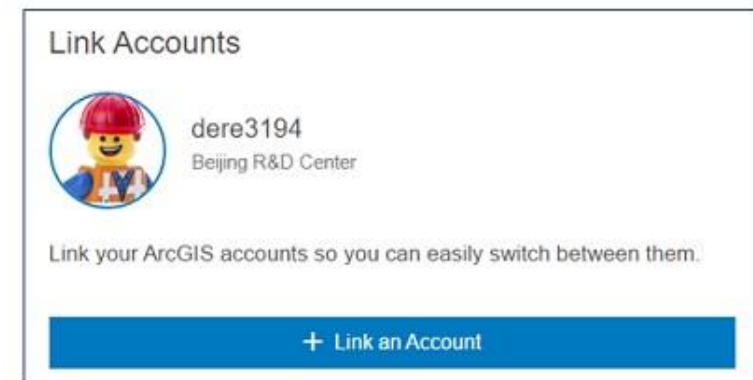 Link Accounts
dere3194
Beijing R&D Center
Link your ArcGIS accounts so you can easily switch between them.
+ Link an Account